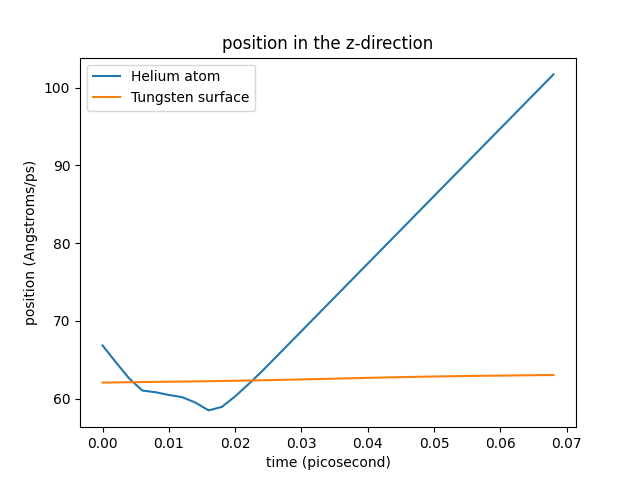 position in the z-direction
Helium atom
Tungsten surface
position (Angstroms/ps)
100
90
80
70
60
0.00 0.01 0.02 0.03 0.04 0.05 0.06 0.07
time (picosecond)